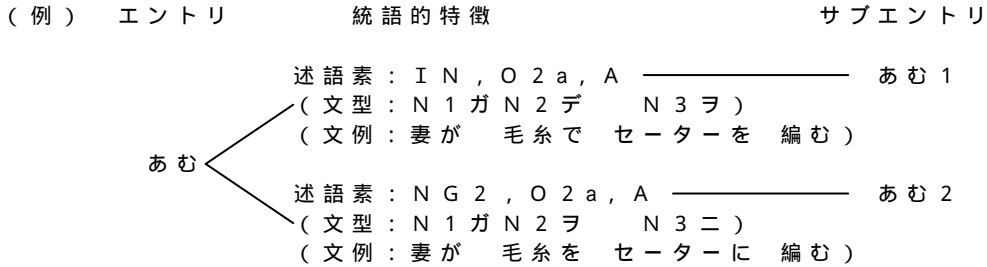 (例) エントリ 統語的特徴 サブエントリ
述語素:IN,O2a,A あむ1
(文型:N1ガN2デ N3ヲ)
(文例:妻が 毛糸で セーターを 編む)
あむ
述語素:NG2,O2a,A あむ2
(文型:N1ガN2ヲ N3ニ)
(文例:妻が 毛糸を セーターに 編む)